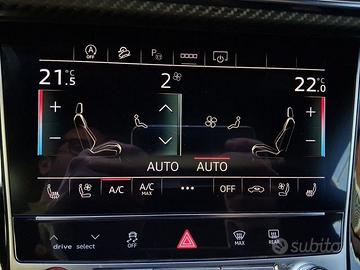 OFF
P
21.5 °C
2
22.0 °C
AUTO AUTO
A/C A/C MAX OFF
drive select OFF MAX REAR
subito